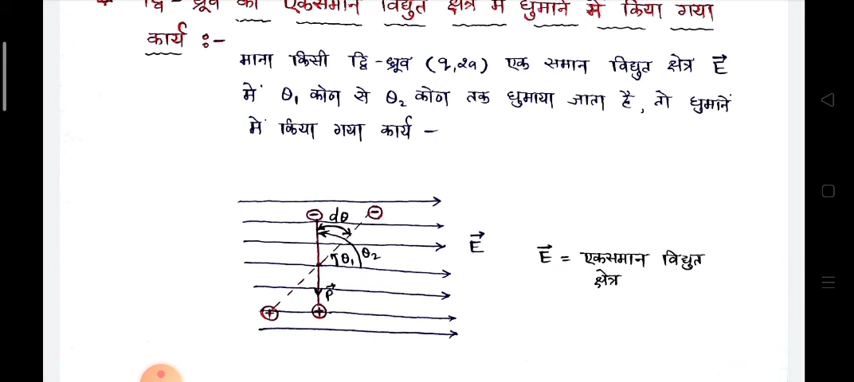 द्वि-ध्रूव को एकसमान विद्युत क्षेत्र में धुमाने में किया गया
कार्य :-
माना किसी द्वि-ध्रूव (q,2a) एक समान विद्युत क्षेत्र E⃗
में θ₁ कोन से θ₂ कोन तक धुमाया जाता है, तो धुमानें
में किया गया कार्य –
⊖ dθ ⊖
θ₁ θ₂
E⃗
E⃗ = एकसमान विद्युत
क्षेत्र
P⃗
⊕ ⊕